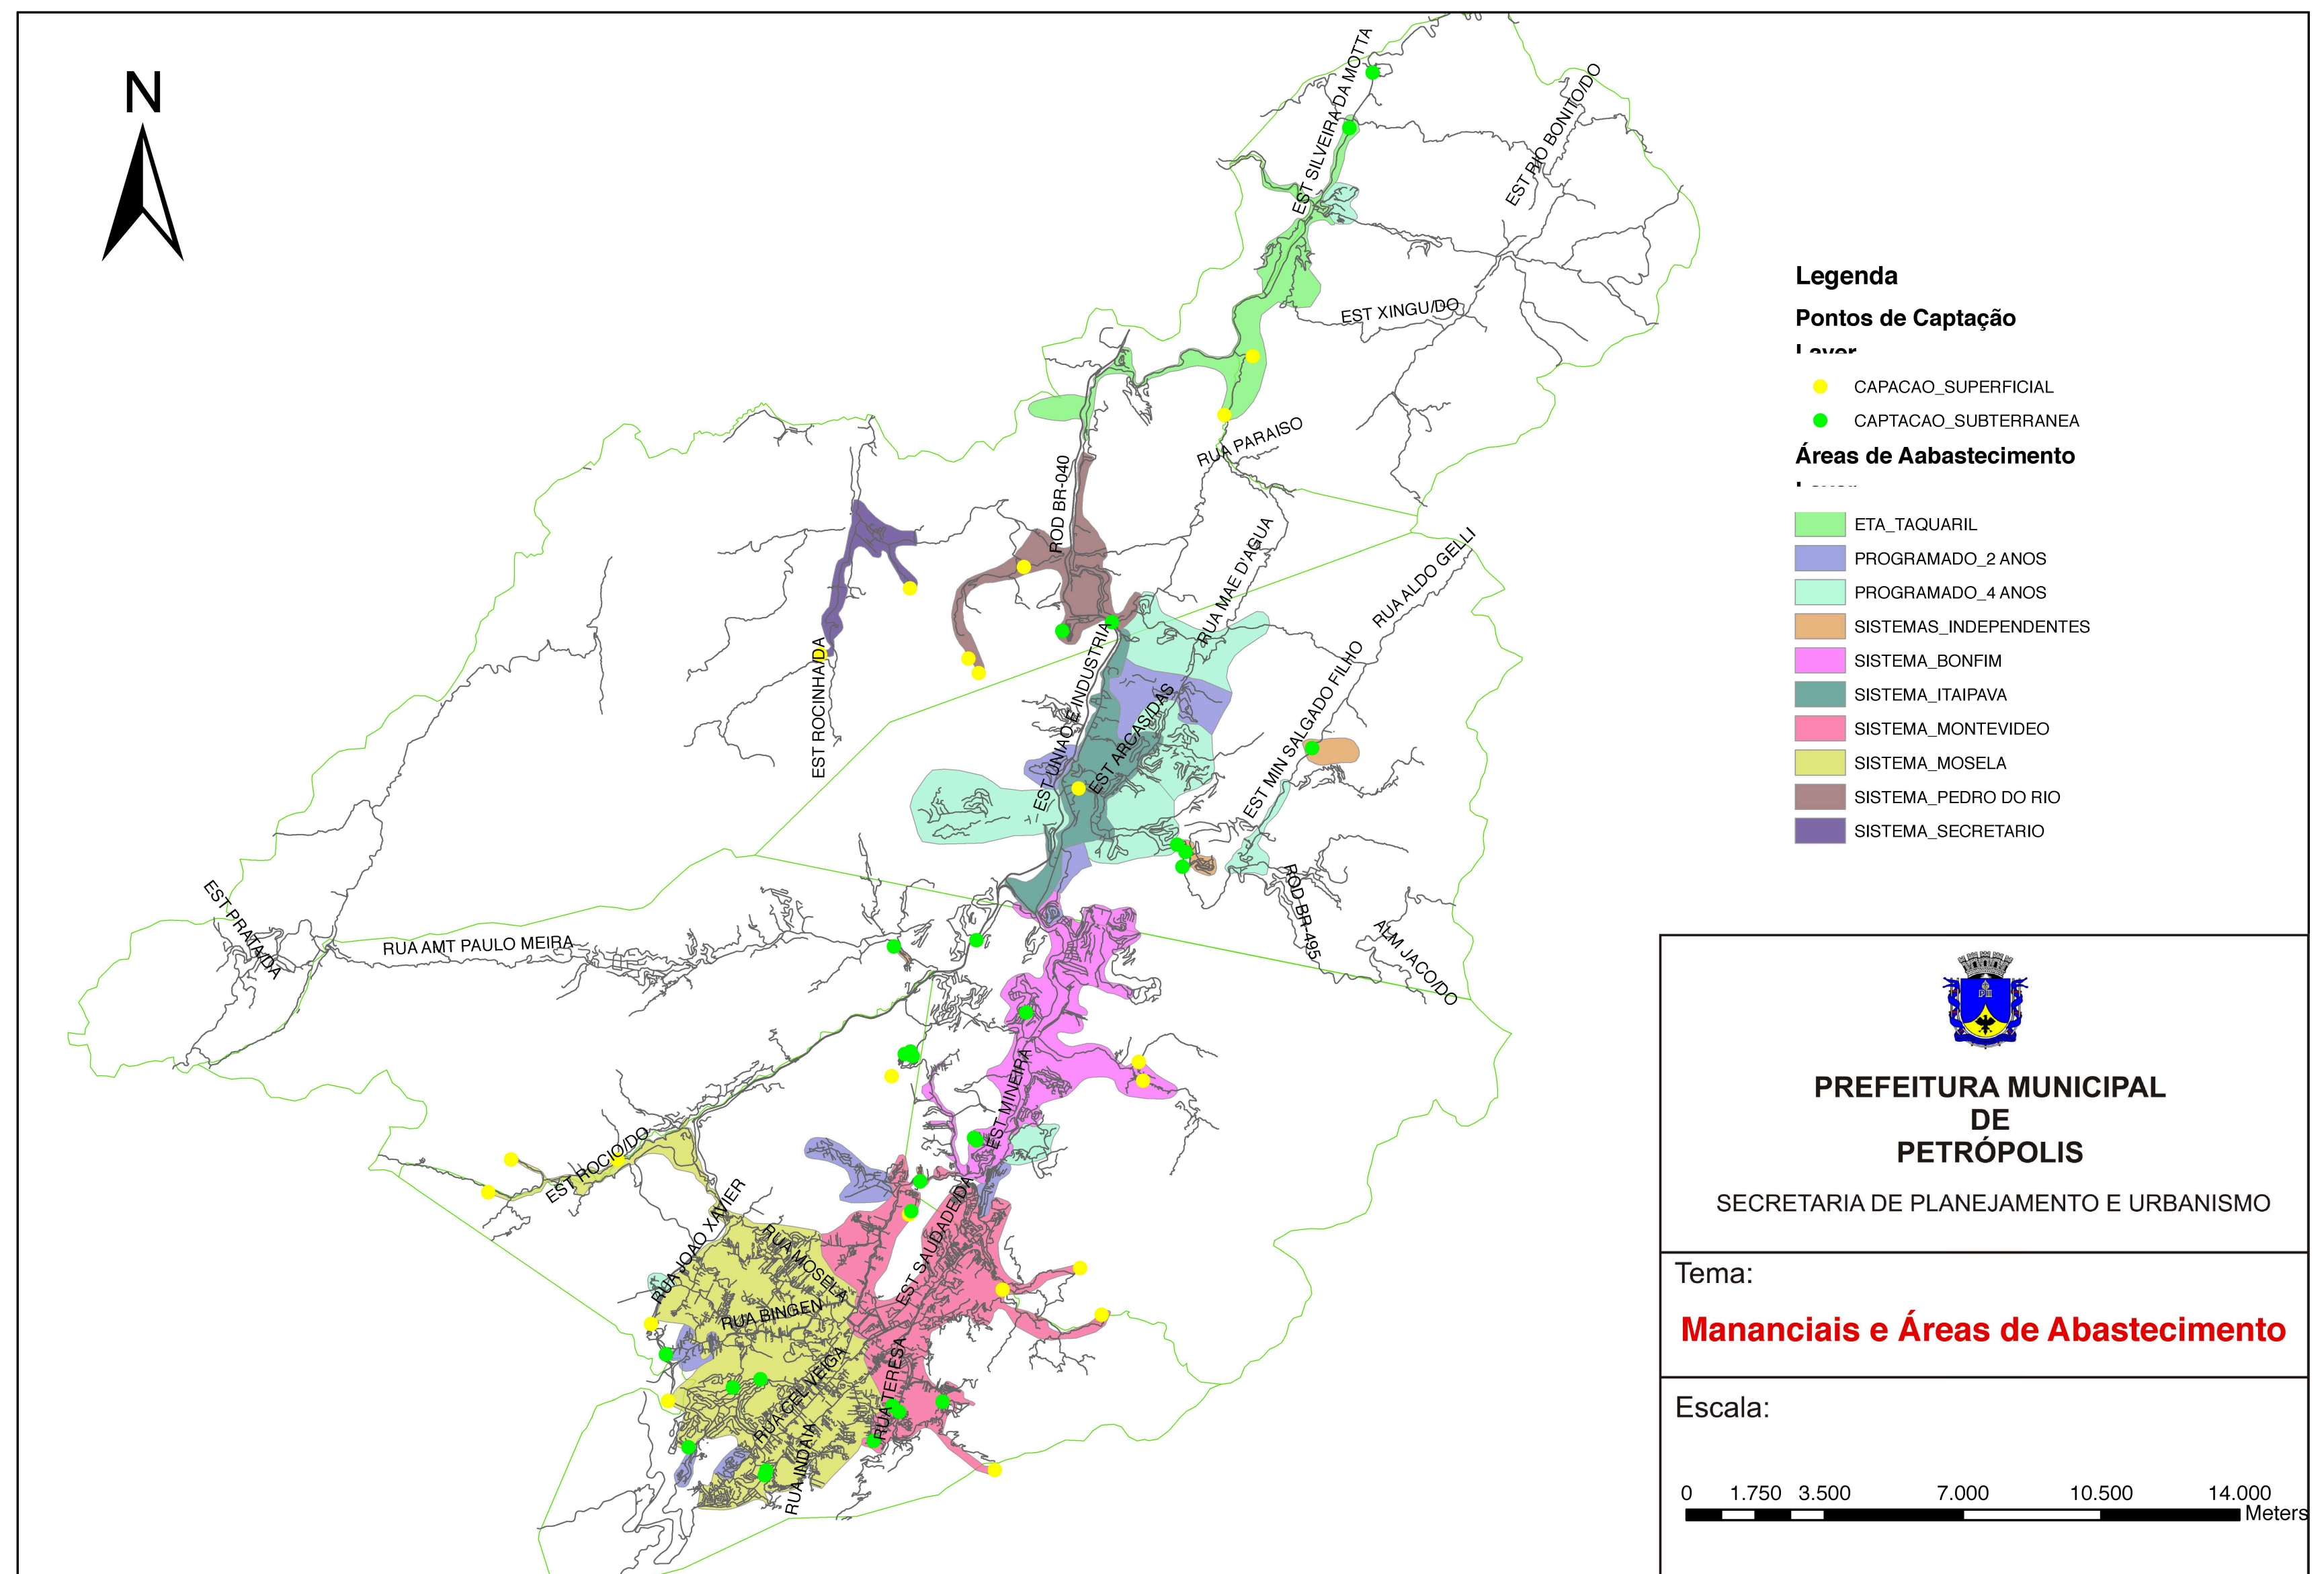 N
EST SILVEIRA DA MOTTA
EST RIO BONITO/DO
EST XINGU/DO
RUA PARAISO
ROD BR-040
RUA MAE D'AGUA
RUA ALDO GELLI
EST UNIAO E INDUSTRIA
EST ROCINHA/DA
EST ARCAS/DAS
EST MIN SALGADO FILHO
ROD BR-495
ALM JACO/DO
EST PRATA/DA
RUA AMT PAULO MEIRA
EST MINEIRA
EST ROCIO/DO
RUA JOAO XAVIER
RUA MOSELA
EST SAUDADE/DA
RUA BINGEN
RUA CEL VEIGA
RUA TERESA
RUA INDAIA
Legenda
Pontos de Captação
Layer
CAPACAO_SUPERFICIAL
CAPTACAO_SUBTERRANEA
Áreas de Aabastecimento
ETA_TAQUARIL
PROGRAMADO_2 ANOS
PROGRAMADO_4 ANOS
SISTEMAS_INDEPENDENTES
SISTEMA_BONFIM
SISTEMA_ITAIPAVA
SISTEMA_MONTEVIDEO
SISTEMA_MOSELA
SISTEMA_PEDRO DO RIO
SISTEMA_SECRETARIO
PREFEITURA MUNICIPAL
DE
PETRÓPOLIS
SECRETARIA DE PLANEJAMENTO E URBANISMO
Tema:
Mananciais e Áreas de Abastecimento
Escala:
0 1.750 3.500 7.000 10.500 14.000
Meters